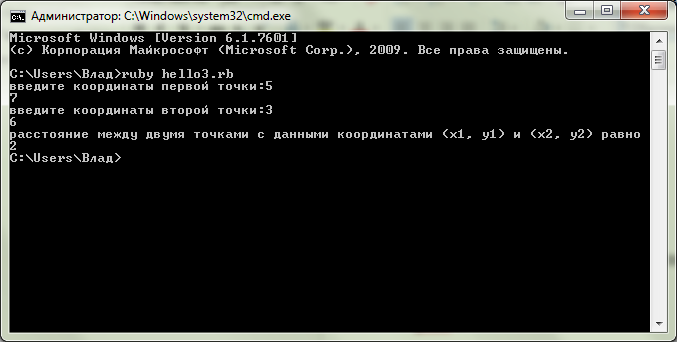 Администратор: C:\Windows\system32\cmd.exe
Microsoft Windows [Version 6.1.7601]
(c) Корпорация Майкрософт (Microsoft Corp.), 2009. Все права защищены.
C:\Users\Влад>ruby hello3.rb
введите координаты первой точки:5
7
введите координаты второй точки:3
6
расстояние между двумя точками с данными координатами (x1, y1) и (x2, y2) равно
2
C:\Users\Влад>